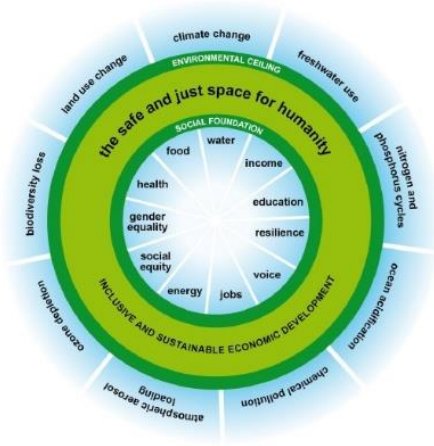 climate change
freshwater use
nitrogen and
phosphorus cycles
ocean acidification
chemical pollution
atmospheric aerosol
loading
ozone depletion
biodiversity loss
land use change
ENVIRONMENTAL CEILING
the safe and just space for humanity
SOCIAL FOUNDATION
water
income
education
resilience
voice
jobs
energy
social
equity
gender
equality
health
food
INCLUSIVE AND SUSTAINABLE ECONOMIC DEVELOPMENT